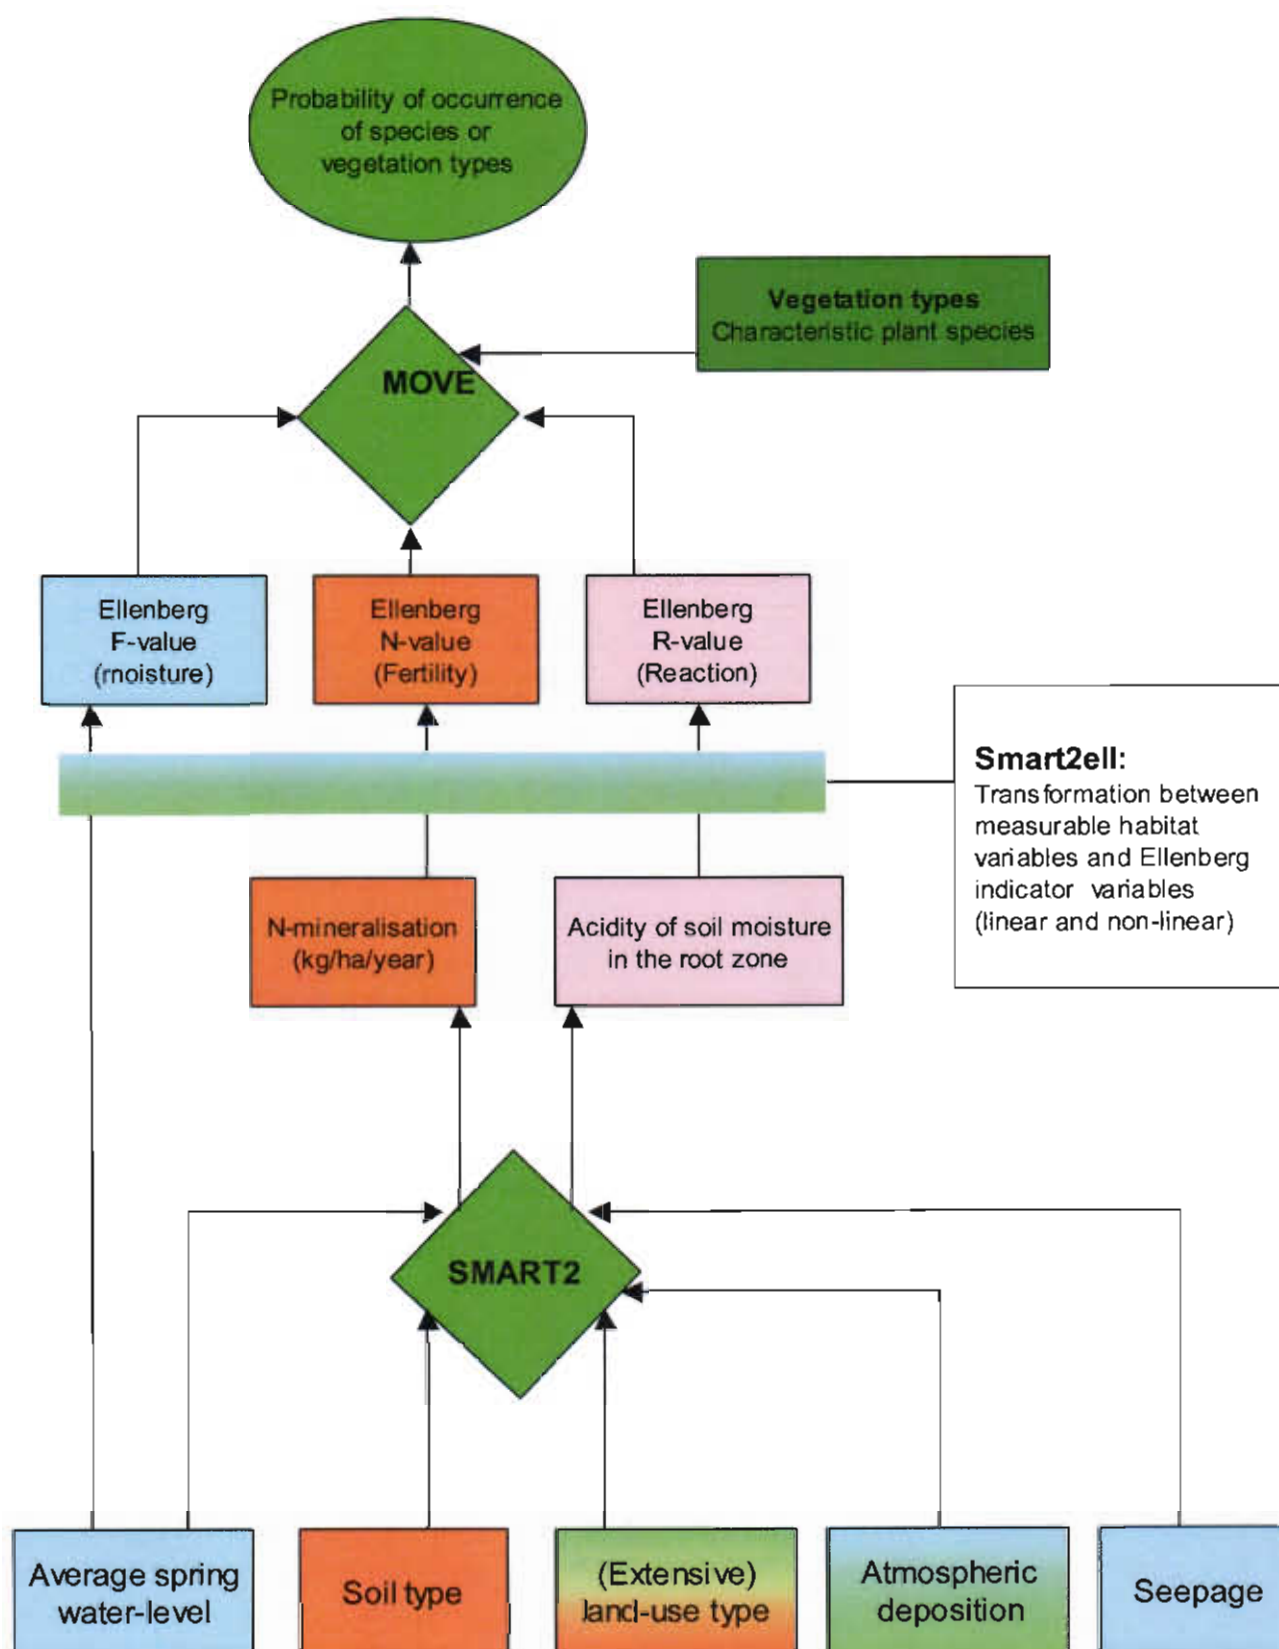 Probability of occurrence
of species or
vegetation types
Vegetation types
Characteristic plant species
MOVE
Ellenberg
F-value
(moisture)
Ellenberg
N-value
(Fertility)
Ellenberg
R-value
(Reaction)
Smart2ell:
Transformation between
measurable habitat
variables and Ellenberg
indicator variables
(linear and non-linear)
N-mineralisation
(kg/ha/year)
Acidity of soil moisture
in the root zone
SMART2
Average spring
water-level
Soil type
(Extensive)
land-use type
Atmospheric
deposition
Seepage